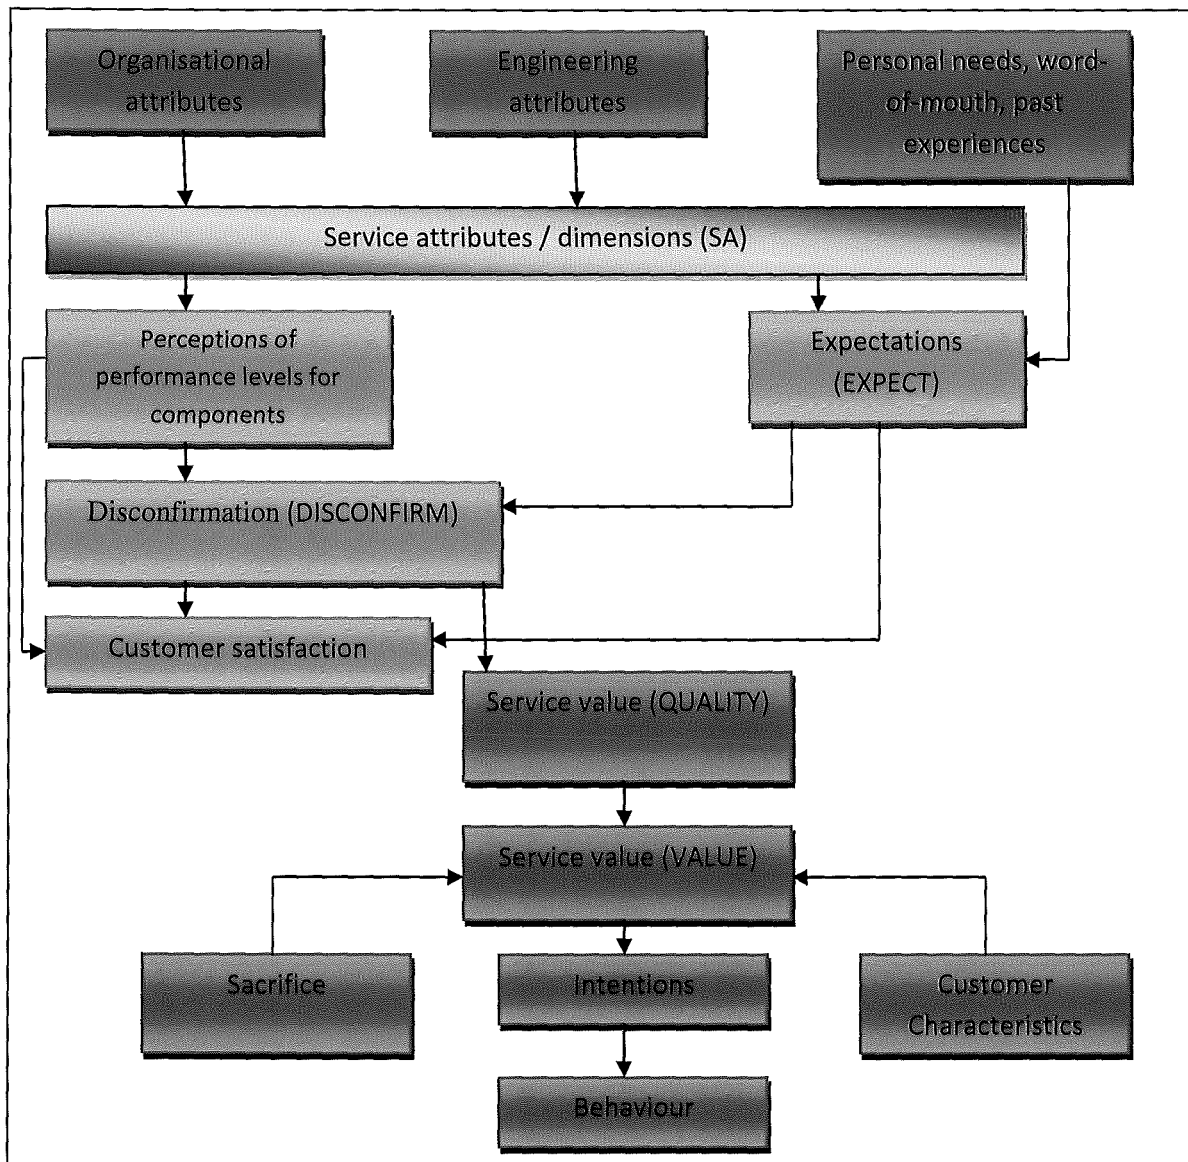 Organisational
attributes
Engineering
attributes
Personal needs, word-
of-mouth, past
experiences
Service attributes / dimensions (SA)
Perceptions of
performance levels for
components
Expectations
(EXPECT)
Disconfirmation (DISCONFIRM)
Customer satisfaction
Service value (QUALITY)
Service value (VALUE)
Sacrifice
Intentions
Customer
Characteristics
Behaviour